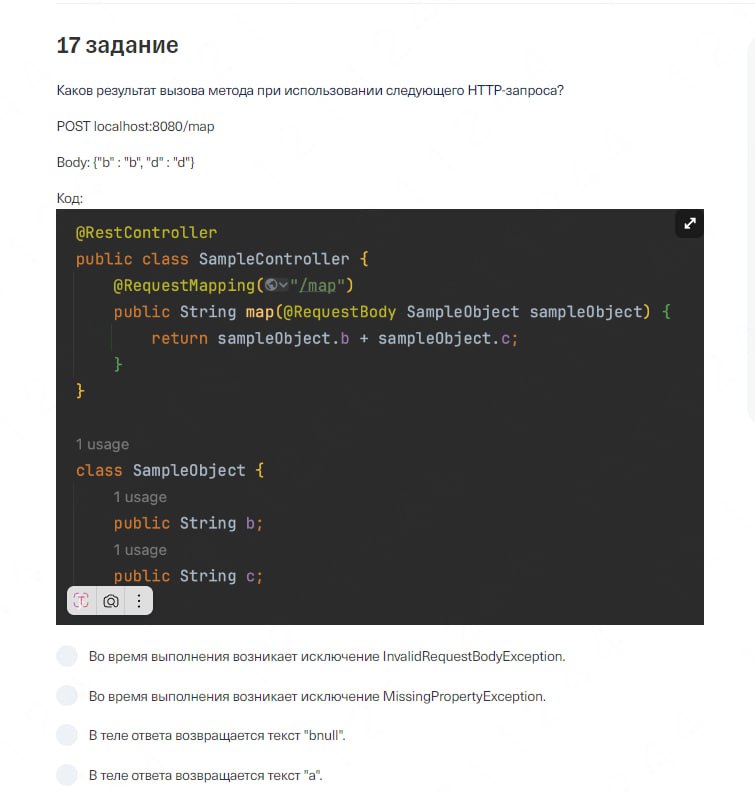 17 задание
Каков результат вызова метода при использовании следующего HTTP-запроса?
POST localhost:8080/map
Body: {"b" : "b", "d" : "d"}
Код:
@RestController
public class SampleController {
@RequestMapping("/map")
public String map(@RequestBody SampleObject sampleObject) {
return sampleObject.b + sampleObject.c;
}
}
1 usage
class SampleObject {
1 usage
public String b;
1 usage
public String c;
Во время выполнения возникает исключение InvalidRequestBodyException.
Во время выполнения возникает исключение MissingPropertyException.
В теле ответа возвращается текст "bnull".
В теле ответа возвращается текст "a".